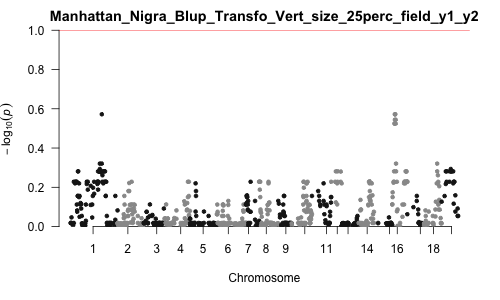 Manhattan_Nigra_Blup_Transfo_Vert_size_25perc_field_y1_y2
1.0
0.8
0.6
0.4
0.2
0.0
− log₁₀(p)
1 2 3 4 5 6 7 8 9 11 14 16 18
Chromosome